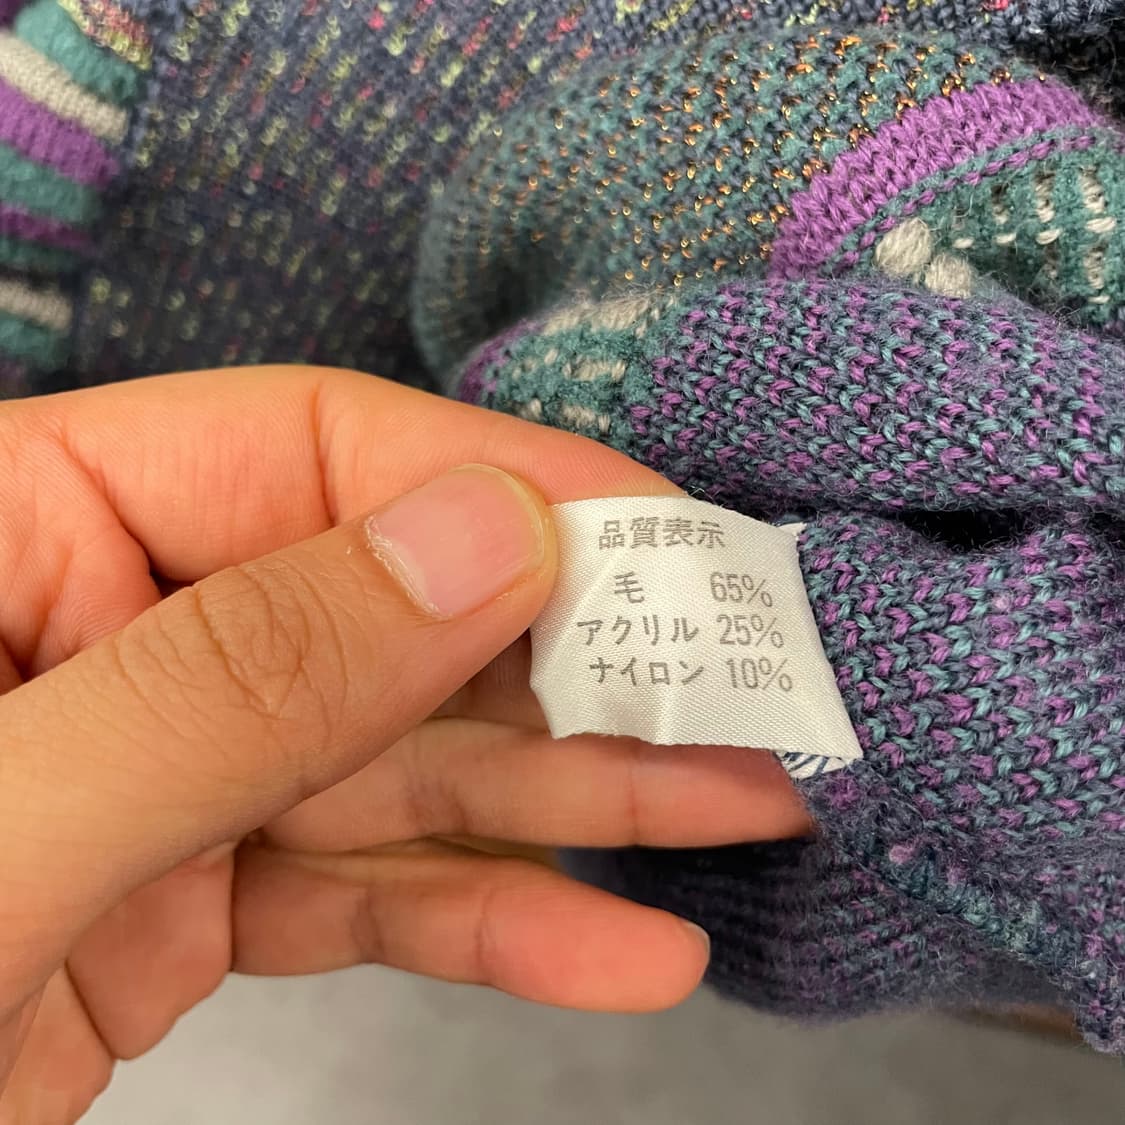 品質表示
毛 65%
アクリル 25%
ナイロン 10%